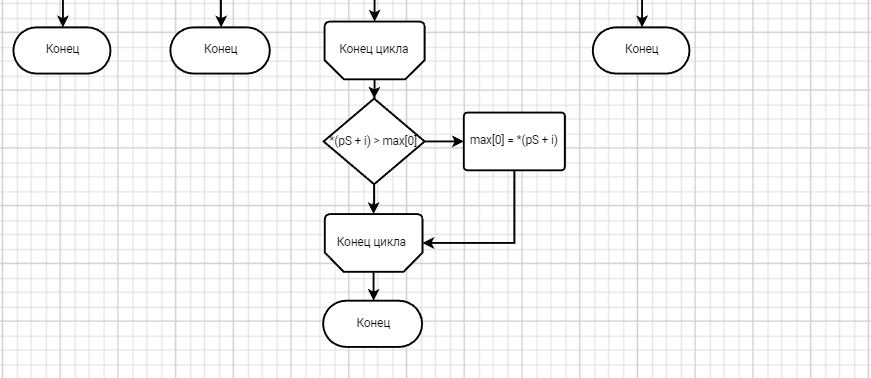 Конец
Конец
Конец цикла
Конец
*(pS + i) > max[0]
max[0] = *(pS + i)
Конец цикла
Конец